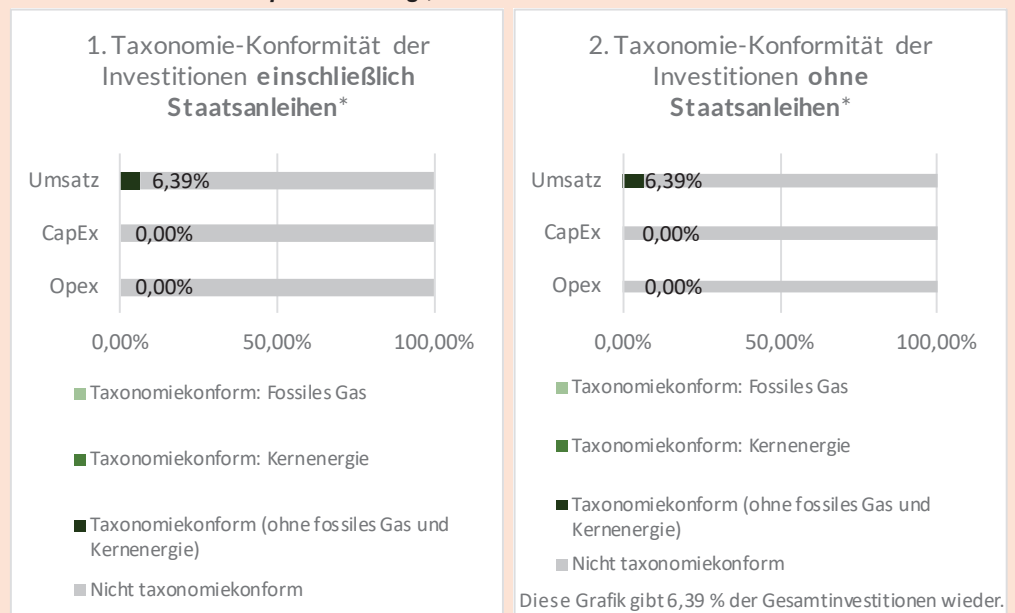 1. Taxonomie-Konformität der
Investitionen einschließlich
Staatsanleihen*
Umsatz
6,39%
CapEx
0,00%
Opex
0,00%
0,00%
50,00%
100,00%
Taxonomiekonform: Fossiles Gas
Taxonomiekonform: Kernenergie
Taxonomiekonform (ohne fossiles Gas und
Kernenergie)
Nicht taxonomiekonform
2. Taxonomie-Konformität der
Investitionen ohne
Staatsanleihen*
Umsatz
6,39%
CapEx
0,00%
Opex
0,00%
0,00%
50,00%
100,00%
Taxonomiekonform: Fossiles Gas
Taxonomiekonform: Kernenergie
Taxonomiekonform (ohne fossiles Gas und
Kernenergie)
Nicht taxonomiekonform
Diese Grafik gibt 6,39 % der Gesamtinvestitionen wieder.